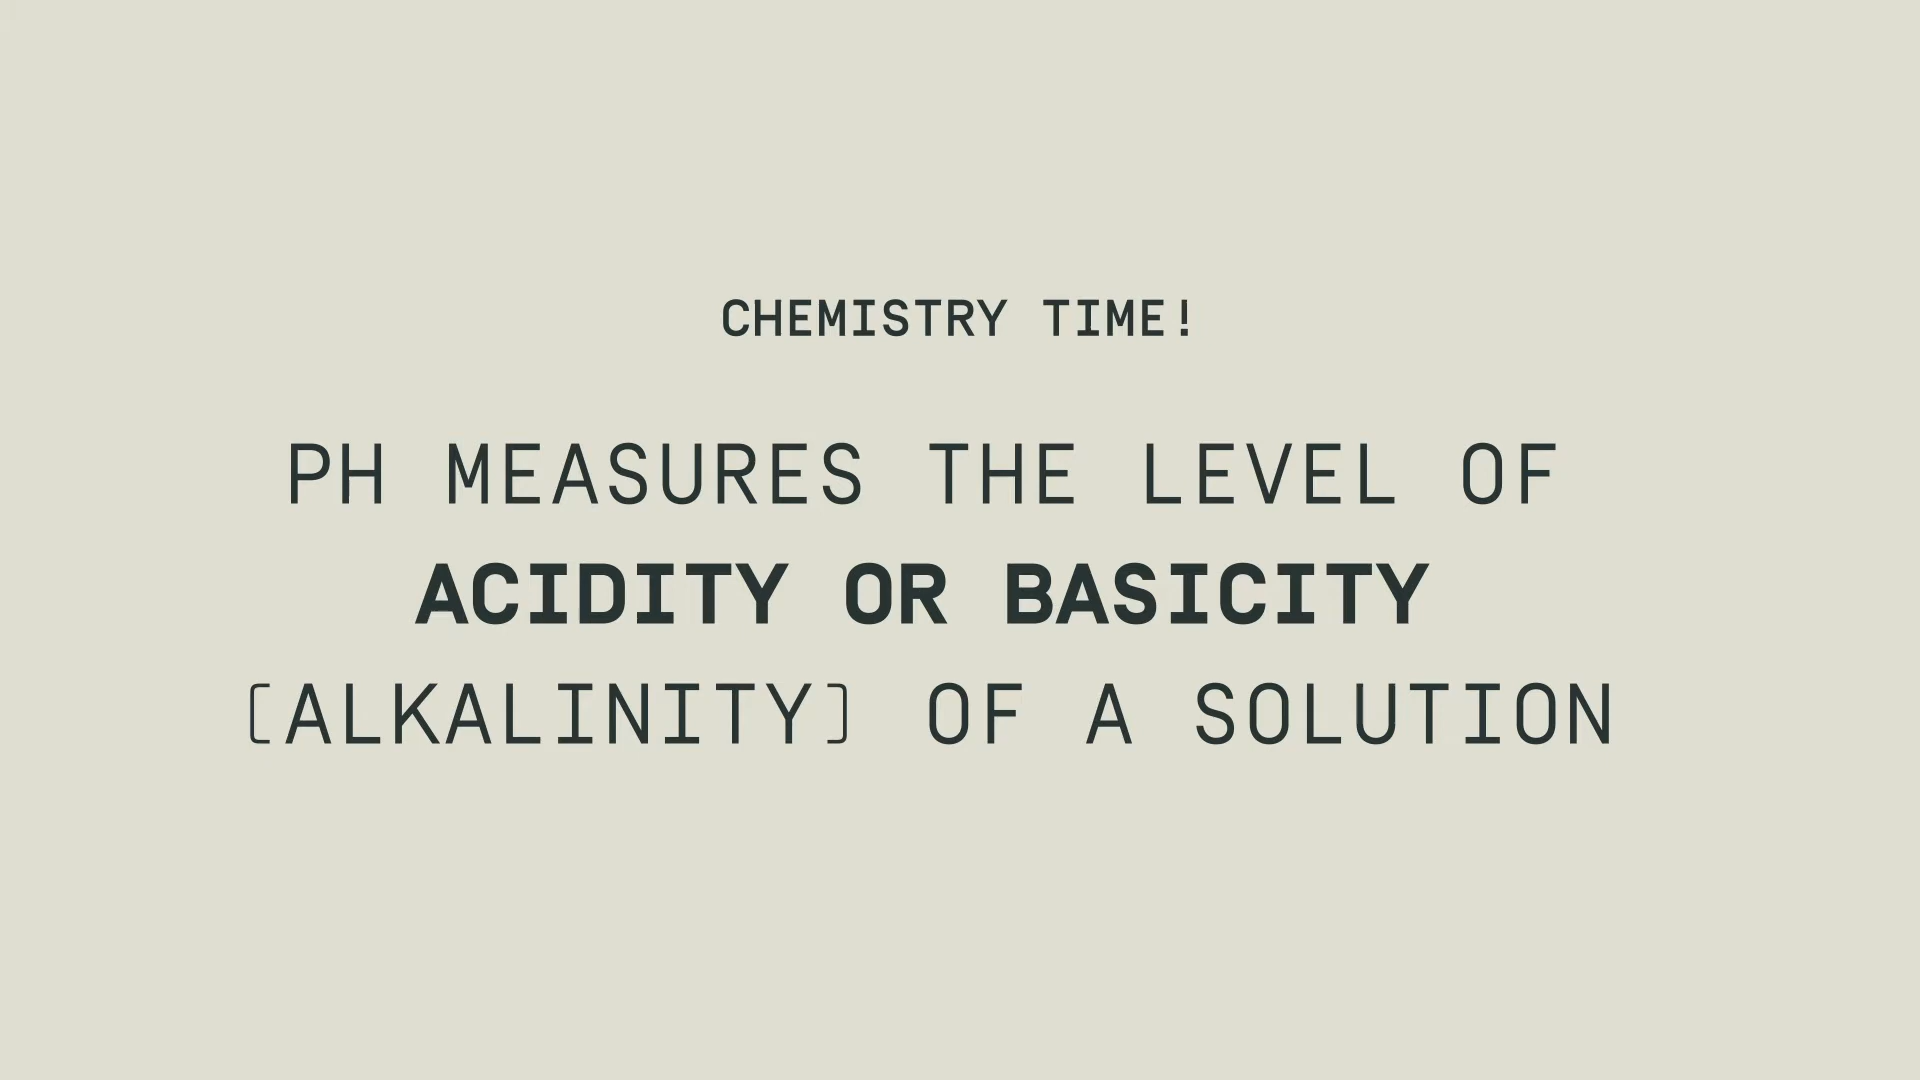 CHEMISTRY TIME!
PH MEASURES THE LEVEL OF
ACIDITY OR BASICITY
[ALKALINITY] OF A SOLUTION